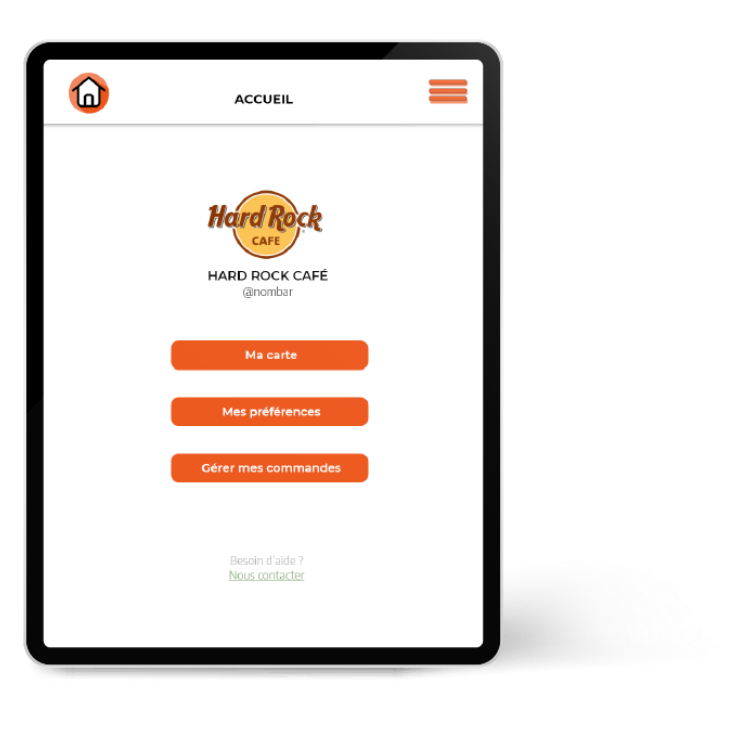 ACCUEIL
Hard Rock
CAFE
HARD ROCK CAFÉ
@nombar
Ma carte
Mes préférences
Gérer mes commandes
Besoin d'aide ?
Nous contacter